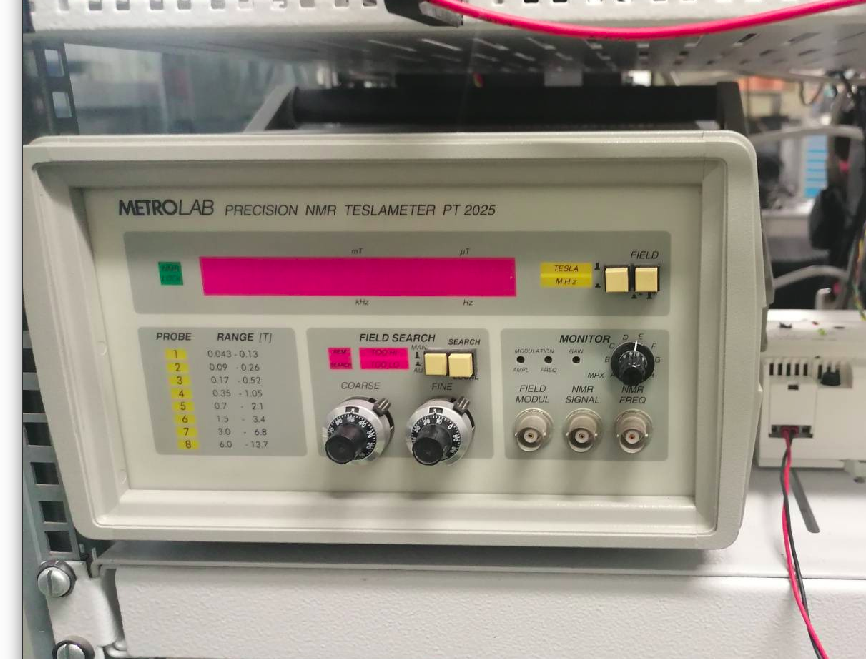 METROLAB PRECISION NMR TESLAMETER PT 2025
mT μT
FIELD
TESLA
MHz
kHz Hz
PROBE RANGE [T]
1 0.043 - 0.13
2 0.09 - 0.26
3 0.17 - 0.52
4 0.35 - 1.05
5 0.7 - 2.1
6 1.5 - 3.4
7 3.0 - 6.8
8 6.0 - 13.7
FIELD SEARCH
SEARCH
COARSE FINE
MONITOR
D E F G
MODULATION
AMPL FREQ
FIELD MODUL
NMR SIGNAL
NMR FREQ